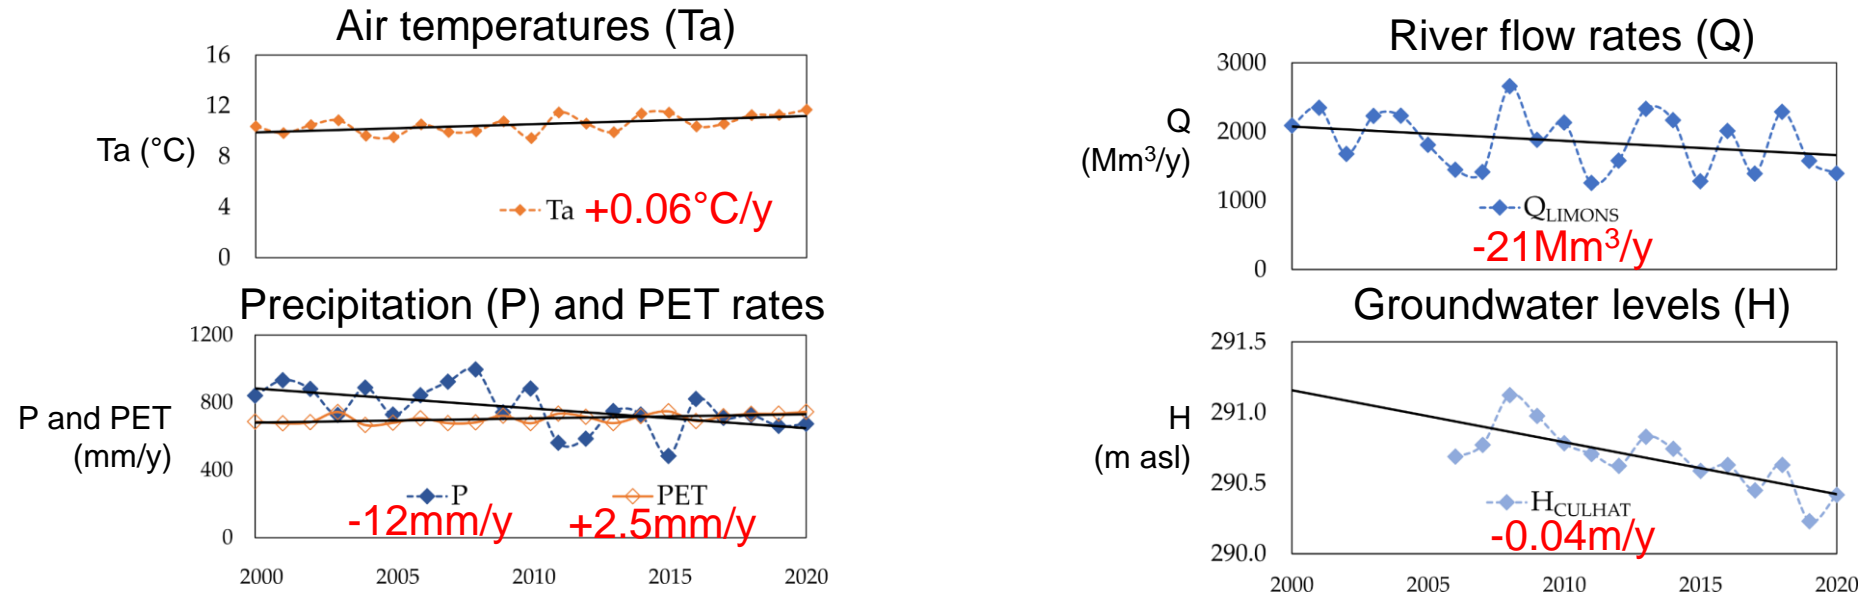 Air temperatures (Ta)
16
12
8
4
0
Ta (°C)
Ta +0.06°C/y
Precipitation (P) and PET rates
1200
800
400
0
P and PET
(mm/y)
P
-12mm/y
PET
+2.5mm/y
2000 2005 2010 2015 2020
River flow rates (Q)
3000
2000
1000
0
Q
(Mm³/y)
Q_LIMONS
-21Mm³/y
Groundwater levels (H)
291.5
291.0
290.5
290.0
H
(m asl)
H_CULHAT
-0.04m/y
2000 2005 2010 2015 2020